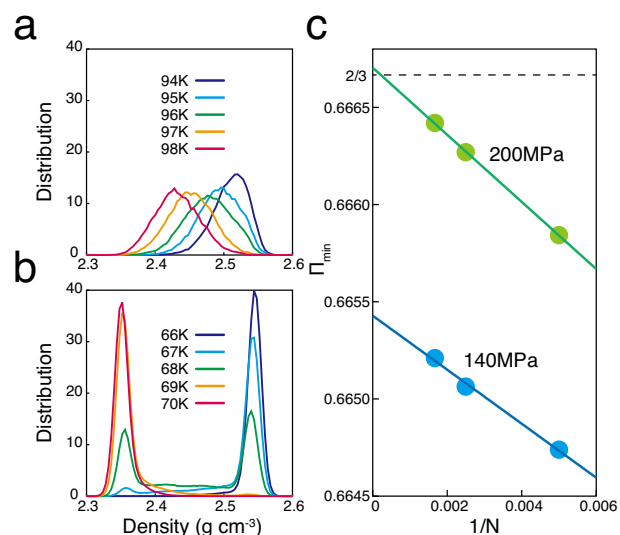 a
40
30
20
10
0
Distribution
94K
95K
96K
97K
98K
2.3
2.4
2.5
2.6
b
40
30
20
10
0
Distribution
66K
67K
68K
69K
70K
2.3
2.4
2.5
2.6
Density (g cm⁻³)
c
2/3
0.6665
0.6660
0.6655
0.6650
0.6645
Πmin
200MPa
140MPa
0
0.002
0.004
0.006
1/N